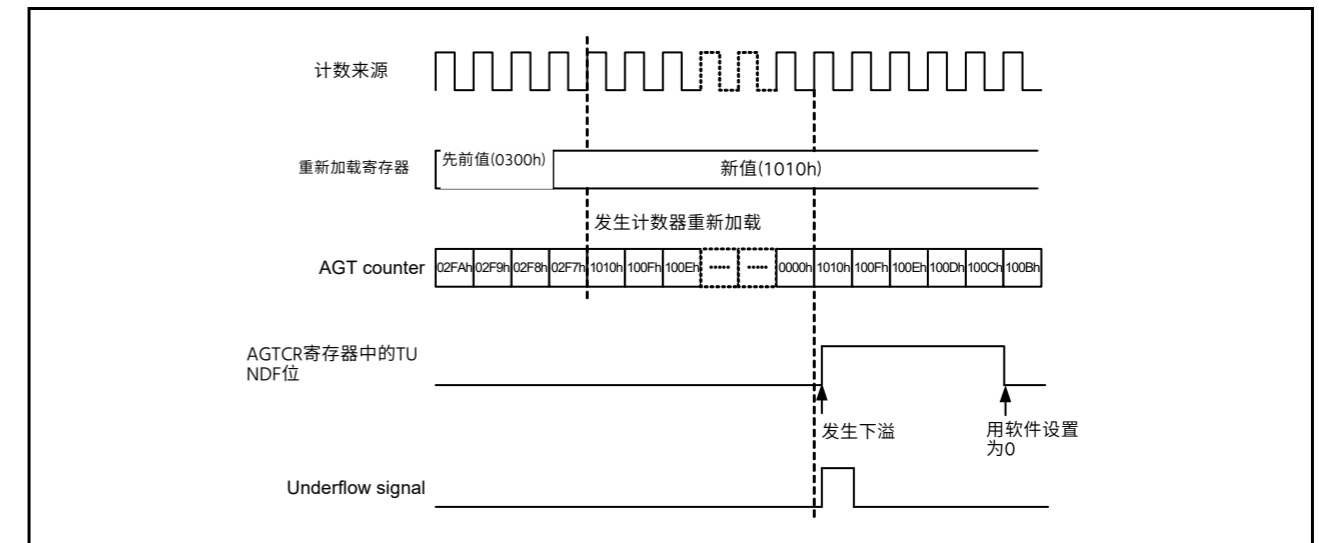 计数来源
重新加载寄存器
先前值(0300h)
新值(1010h)
发生计数器重新加载
AGT counter
02FAh 02F9h 02F8h 02F7h 1010h 100Fh 100Eh ····· ····· 0000h 1010h 100Fh 100Eh 100Dh 100Ch 100Bh
AGTCR寄存器中的TU
NDF位
发生下溢
用软件设置
为0
Underflow signal